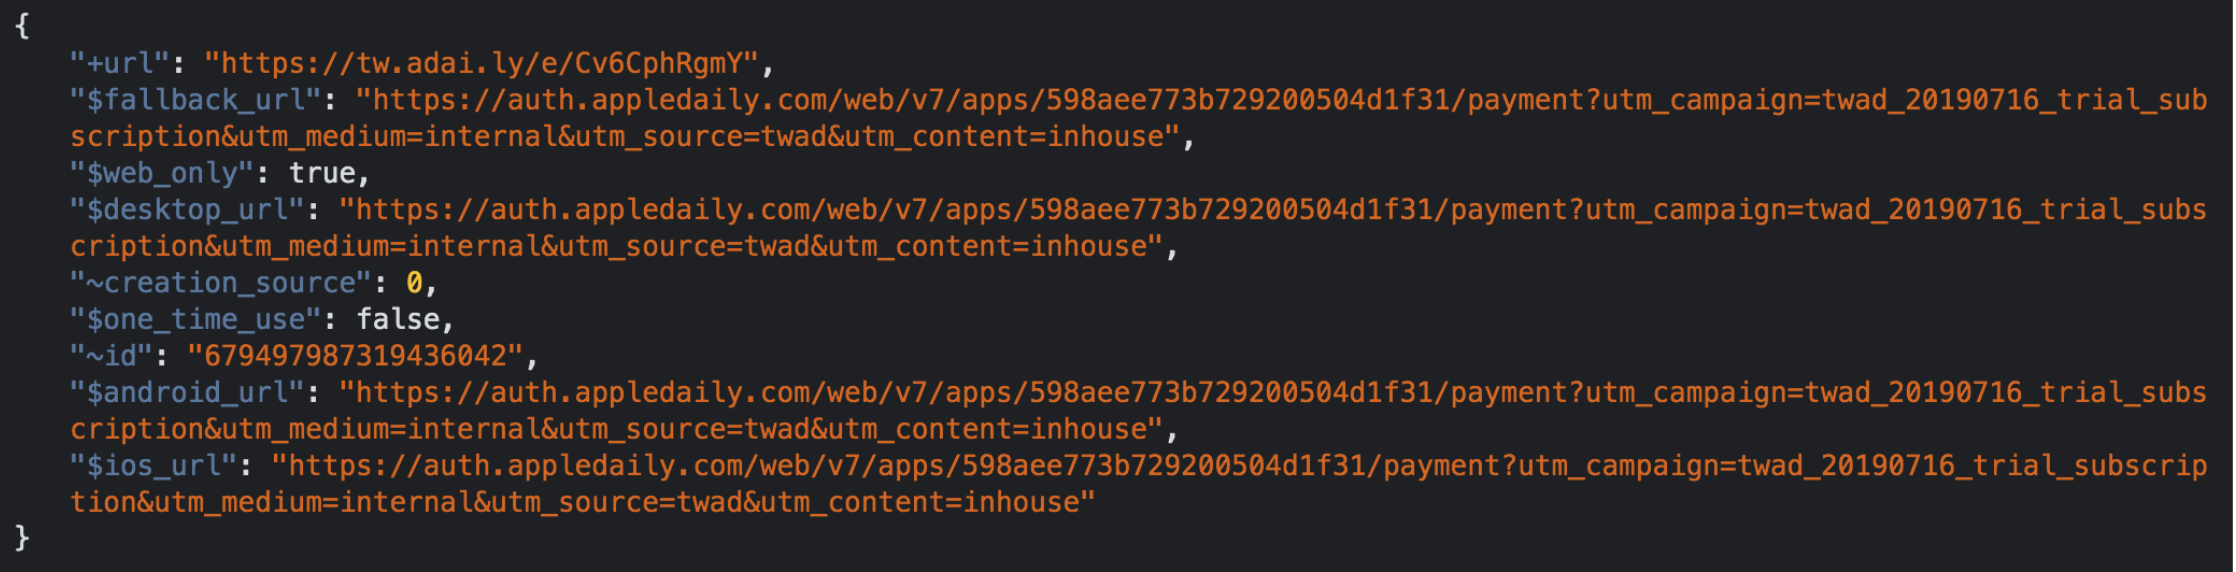 {
"+url": "https://tw.adai.ly/e/Cv6CphRgmY",
"$fallback_url": "https://auth.appledaily.com/web/v7/apps/598aee773b729200504d1f31/payment?utm_campaign=twad_20190716_trial_sub
scription&utm_medium=internal&utm_source=twad&utm_content=inhouse",
"$web_only": true,
"$desktop_url": "https://auth.appledaily.com/web/v7/apps/598aee773b729200504d1f31/payment?utm_campaign=twad_20190716_trial_subs
cription&utm_medium=internal&utm_source=twad&utm_content=inhouse",
"~creation_source": 0,
"$one_time_use": false,
"~id": "679497987319436042",
"$android_url": "https://auth.appledaily.com/web/v7/apps/598aee773b729200504d1f31/payment?utm_campaign=twad_20190716_trial_subs
cription&utm_medium=internal&utm_source=twad&utm_content=inhouse",
"$ios_url": "https://auth.appledaily.com/web/v7/apps/598aee773b729200504d1f31/payment?utm_campaign=twad_20190716_trial_subscrip
tion&utm_medium=internal&utm_source=twad&utm_content=inhouse"
}